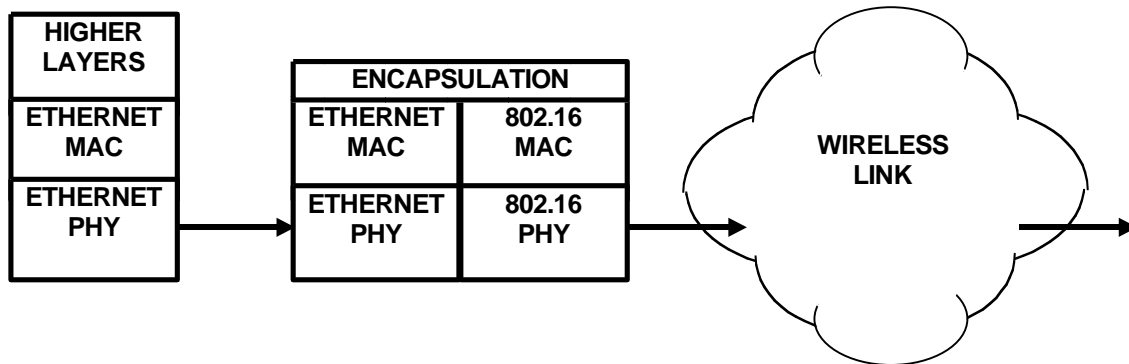 HIGHER
LAYERS
ETHERNET
MAC
ETHERNET
PHY
ENCAPSULATION
ETHERNET
MAC
802.16
MAC
ETHERNET
PHY
802.16
PHY
WIRELESS
LINK